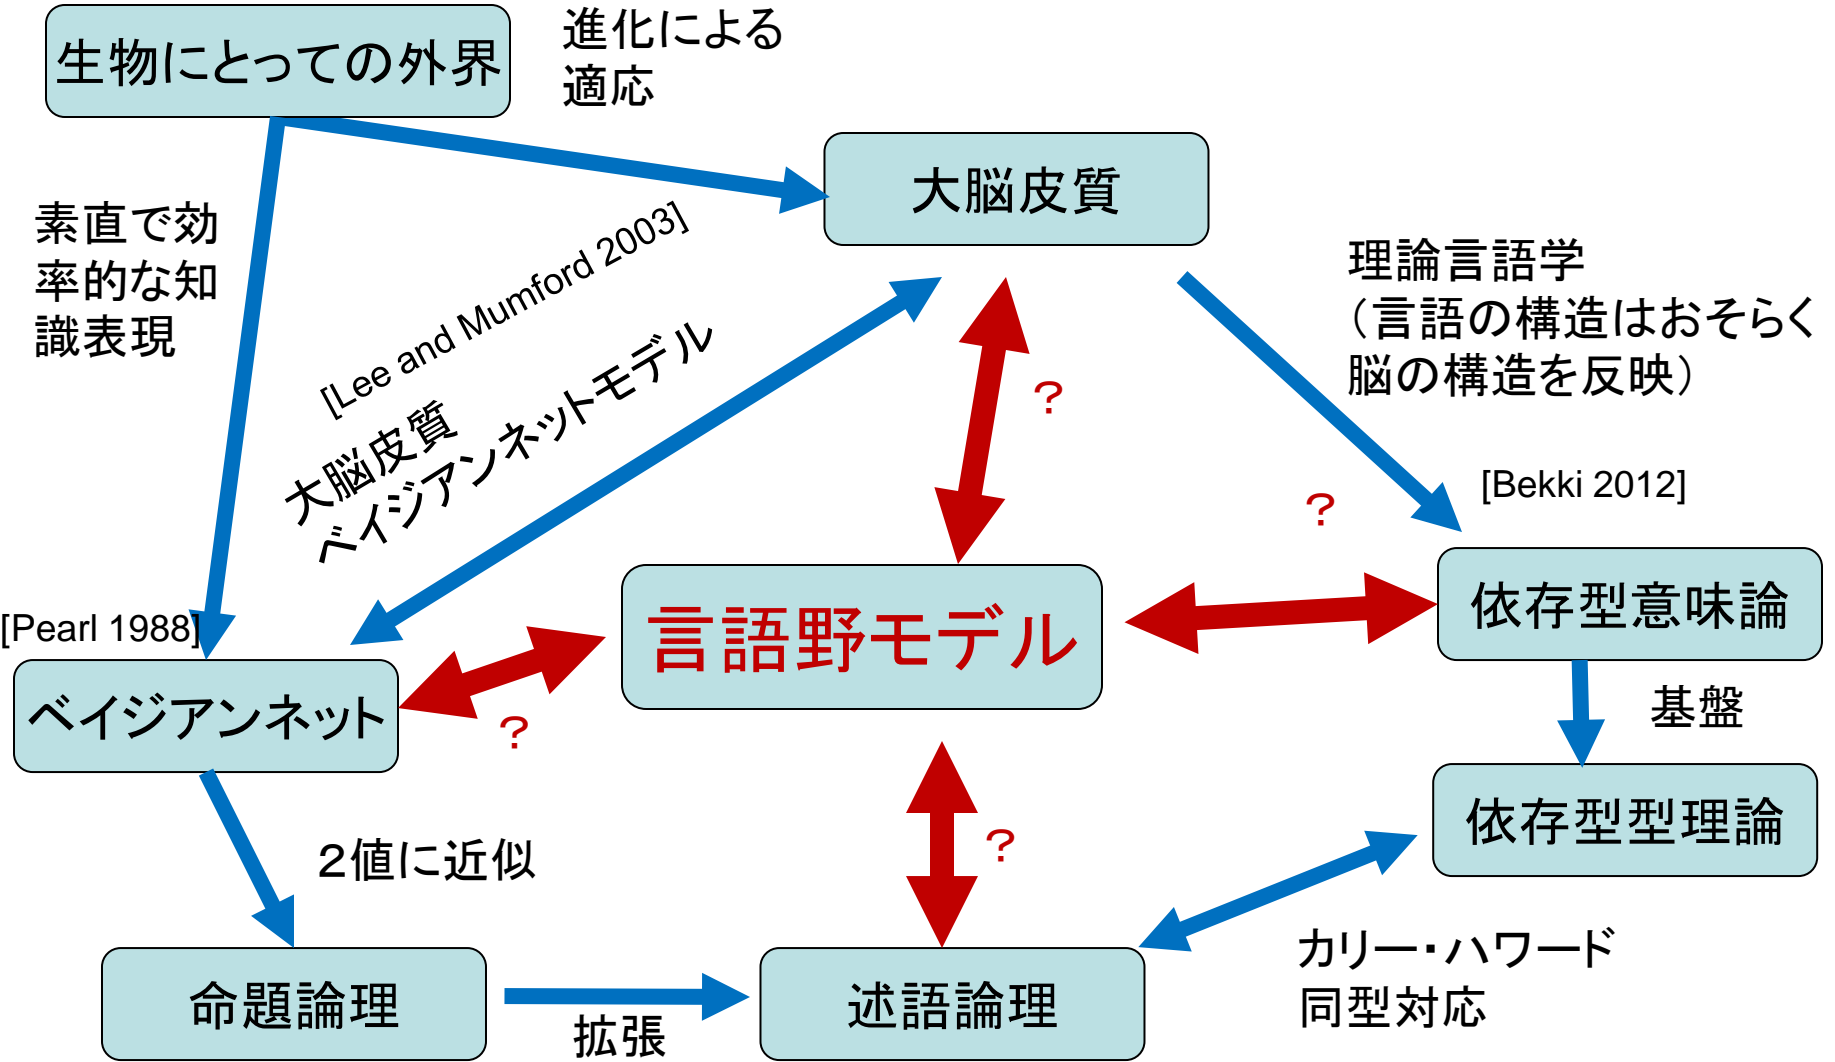 生物にとっての外界
進化による
適応
大脳皮質
素直で効
率的な知
識表現
[Lee and Mumford 2003]
大脳皮質
ベイジアンネットモデル
理論言語学
（言語の構造はおそらく
脳の構造を反映）
？
[Bekki 2012]
？
[Pearl 1988]
言語野モデル
依存型意味論
ベイジアンネット
？
基盤
依存型型理論
２値に近似
？
カリー・ハワード
同型対応
命題論理
拡張
述語論理